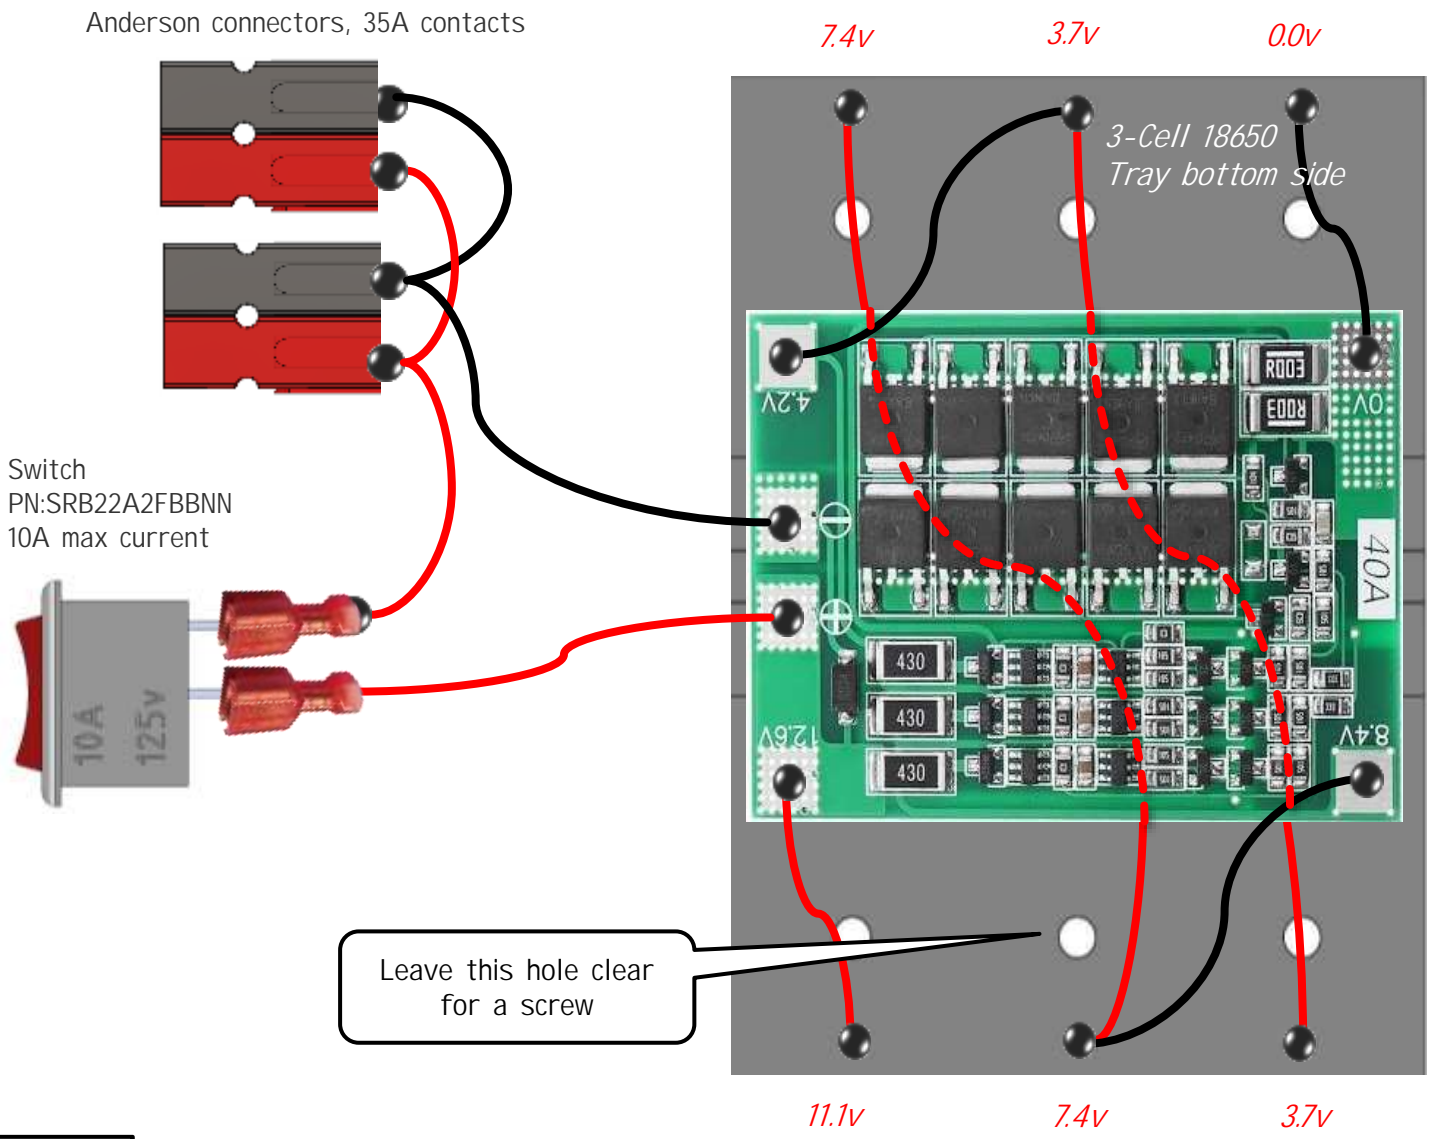 Anderson connectors, 35A contacts
7.4v
3.7v
0.0v
3-Cell 18650
Tray bottom side
R003
R003
4.2V
0V
Switch
PN:SRB22A2FBBNN
10A max current
40A
10A
125v
430
430
430
12.6V
8.4V
Leave this hole clear
for a screw
11.1v
7.4v
3.7v